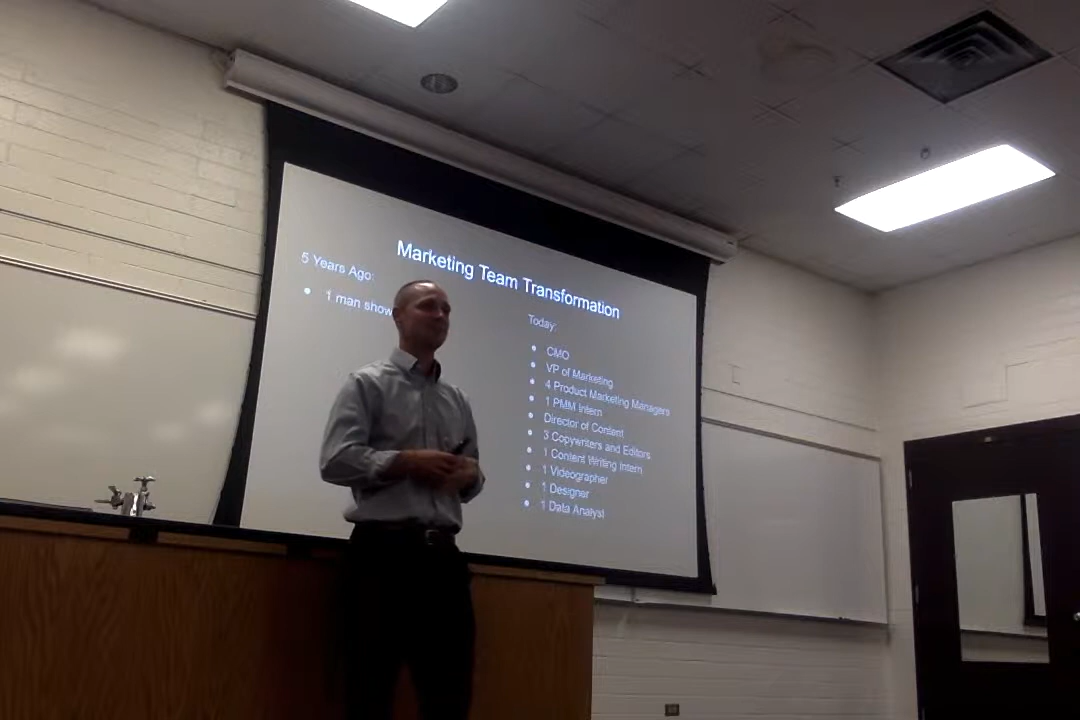 Marketing Team Transformation
5 Years Ago:
• 1 man show
Today:
• CMO
• VP of Marketing
• 4 Product Marketing Managers
• 1 PMM Intern
• Director of Content
• 3 Copywriters and Editors
• 1 Content Writing Intern
• 1 Videographer
• 1 Designer
• 1 Data Analyst